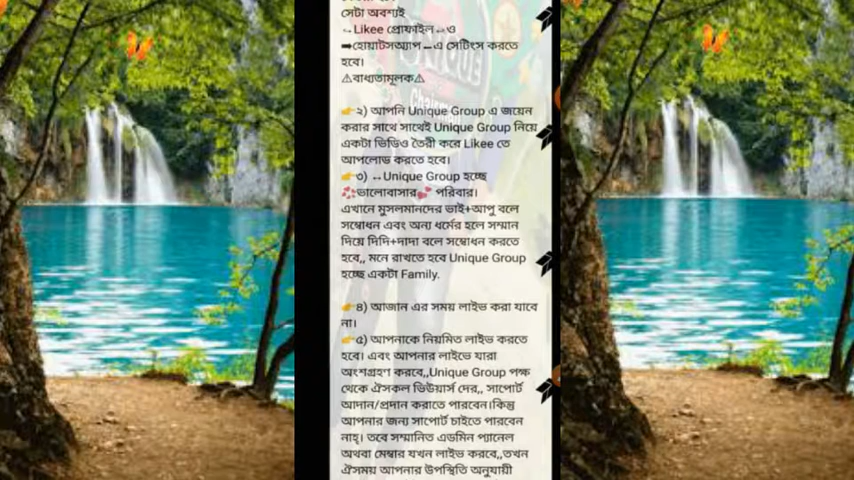 সেটা অবশ্যই
Likee প্রোফাইল ও
➡হোয়াটসঅ্যাপ এ সেটিংস করতে
হবে।
⚠বাধ্যতামূলক⚠
👉২) আপনি Unique Group এ জয়েন
করার সাথে সাথেই Unique Group নিয়ে
একটা ভিডিও তৈরী করে Likee তে
আপলোড করতে হবে।
👉৩) Unique Group হচ্ছে
💞ভালোবাসার💞 পরিবার।
এখানে মুসলমানদের ভাই+আপু বলে
সম্বোধন এবং অন্য ধর্মের হলে সম্মান
দিয়ে দিদি+দাদা বলে সম্বোধন করতে
হবে,, মনে রাখতে হবে Unique Group
হচ্ছে একটা Family.
👉৪) আজান এর সময় লাইভ করা যাবে
না।
👉৫) আপনাকে নিয়মিত লাইভ করতে
হবে। এবং আপনার লাইভে যারা
অংশগ্রহণ করবে,,Unique Group পক্ষ
থেকে ঐসকল ভিউয়ার্স দের,, সাপোর্ট
আদান/প্রদান করাতে পারবেন।কিন্তু
আপনার জন্য সাপোর্ট চাইতে পারবেন
নাহ্। তবে সম্মানিত এডমিন প্যানেল
অথবা মেম্বার যখন লাইভ করবে,,তখন
ঐসময় আপনার উপস্থিতি অনুযায়ী